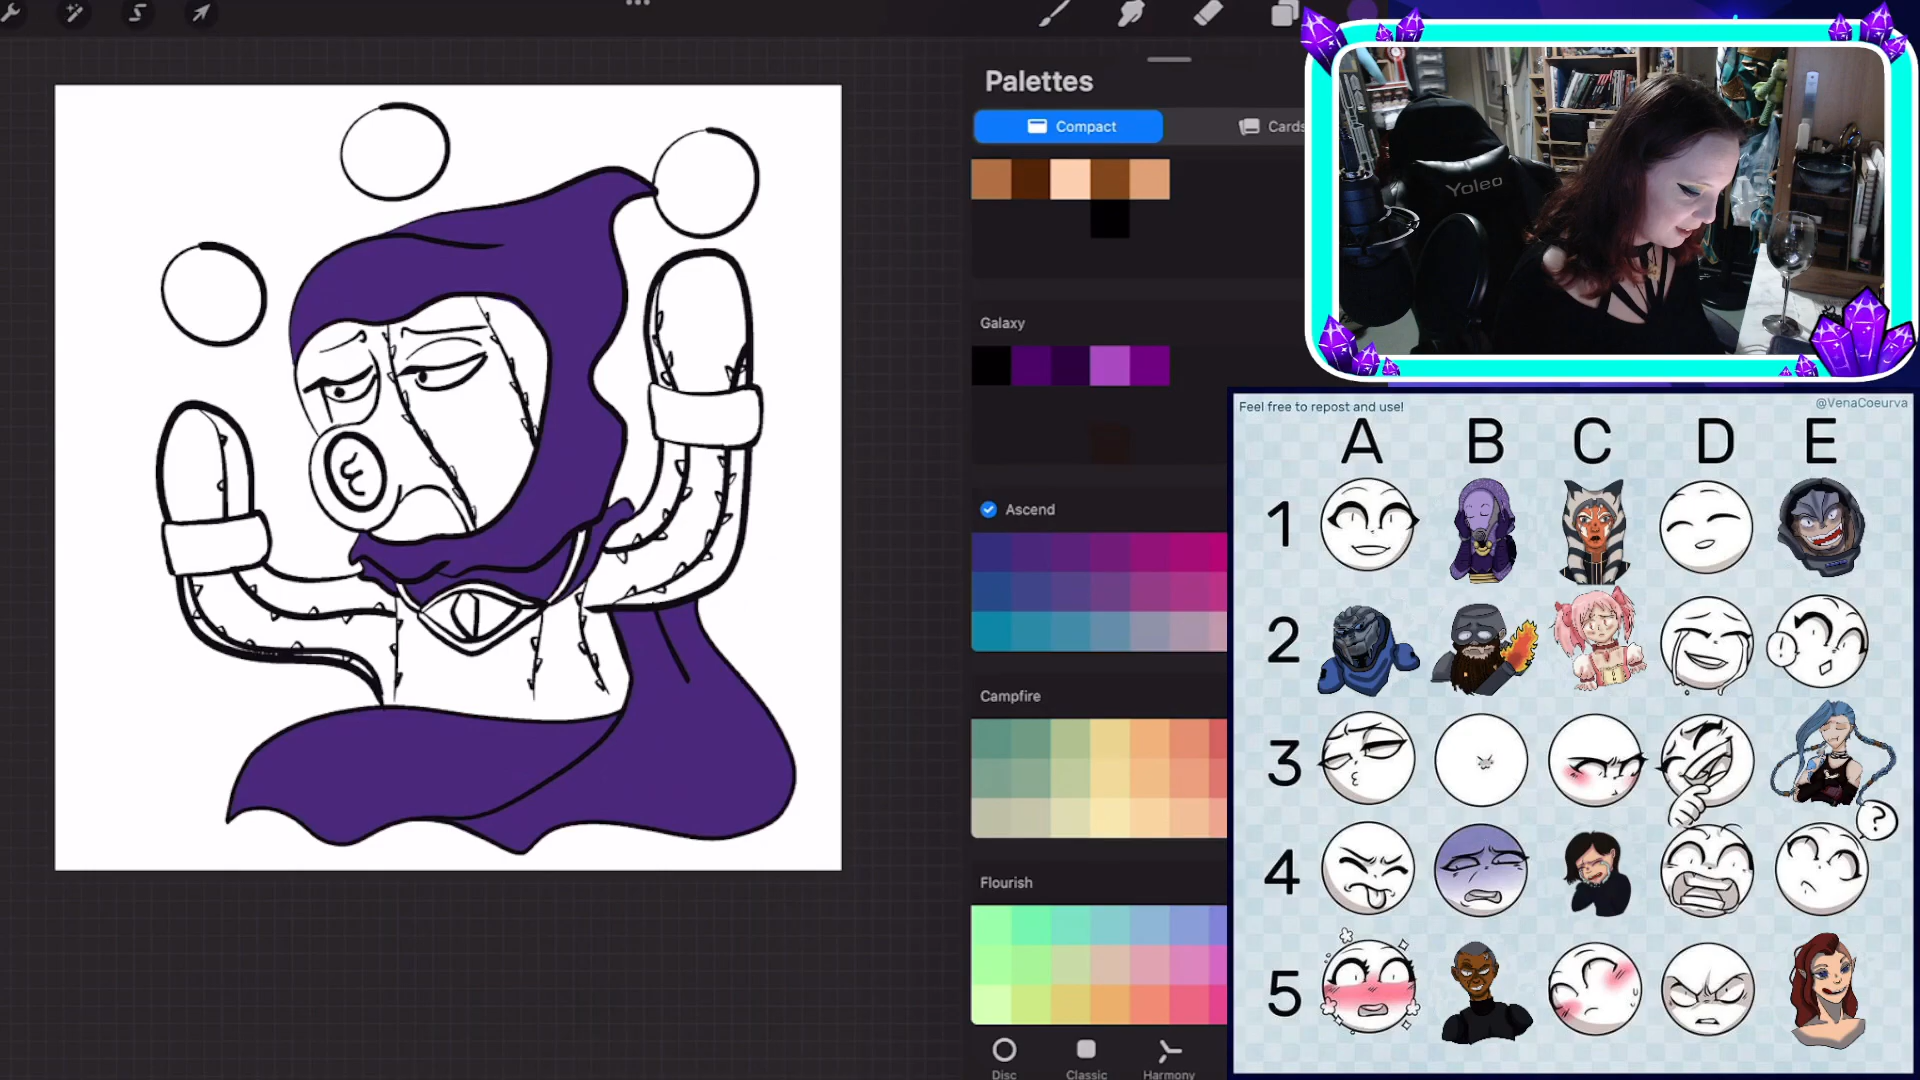 Palettes
Compact
Cards
Galaxy
Ascend
Campfire
Flourish
Disc
Classic
Harmony
Yoleo
Feel free to repost and use!
@VenaCoeurva
A B C D E
1
2
!
3
?
4
5